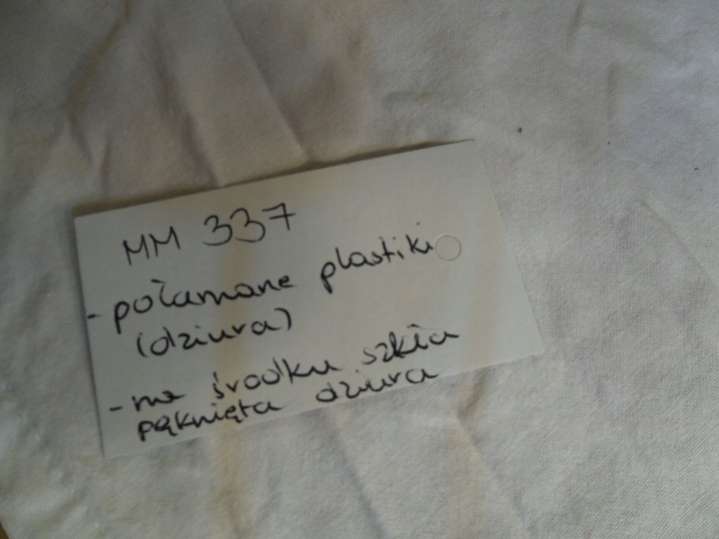 MM 337
- połamane plastiki
(dziura)
- na środku szkła
pęknięta dziura